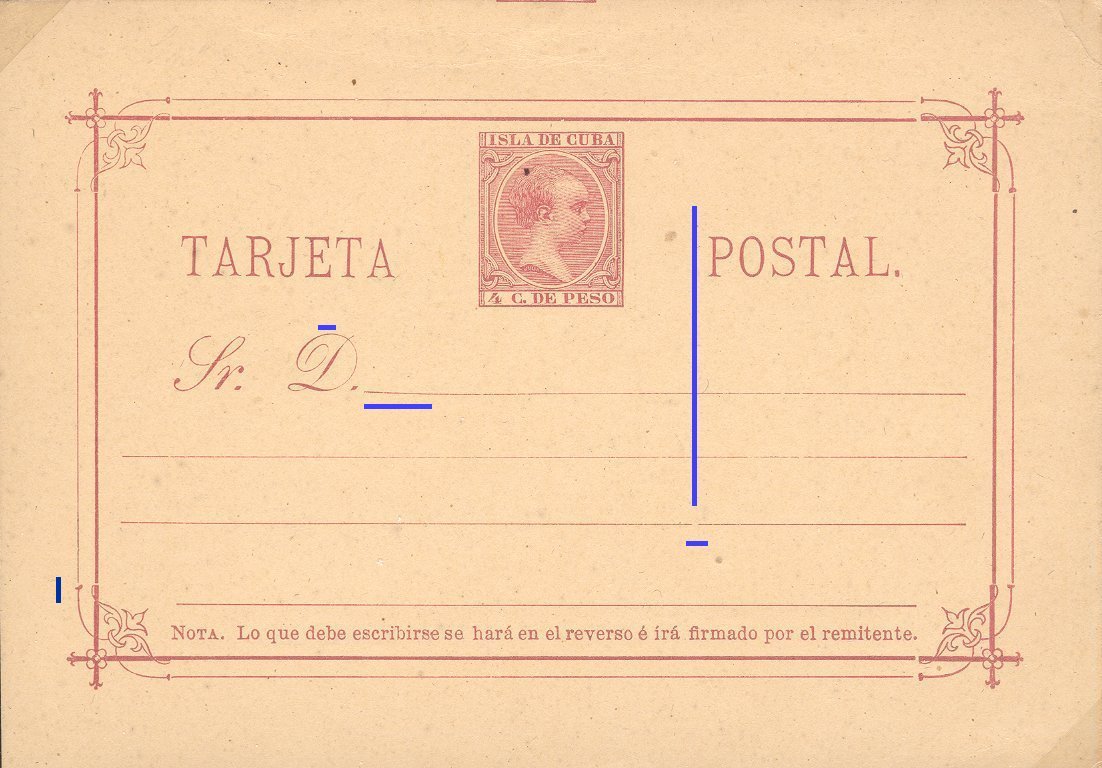 ISLA DE CUBA
4 C. DE PESO
TARJETA POSTAL.
Sr. D.
NOTA. Lo que debe escribirse se hará en el reverso é irá firmado por el remitente.